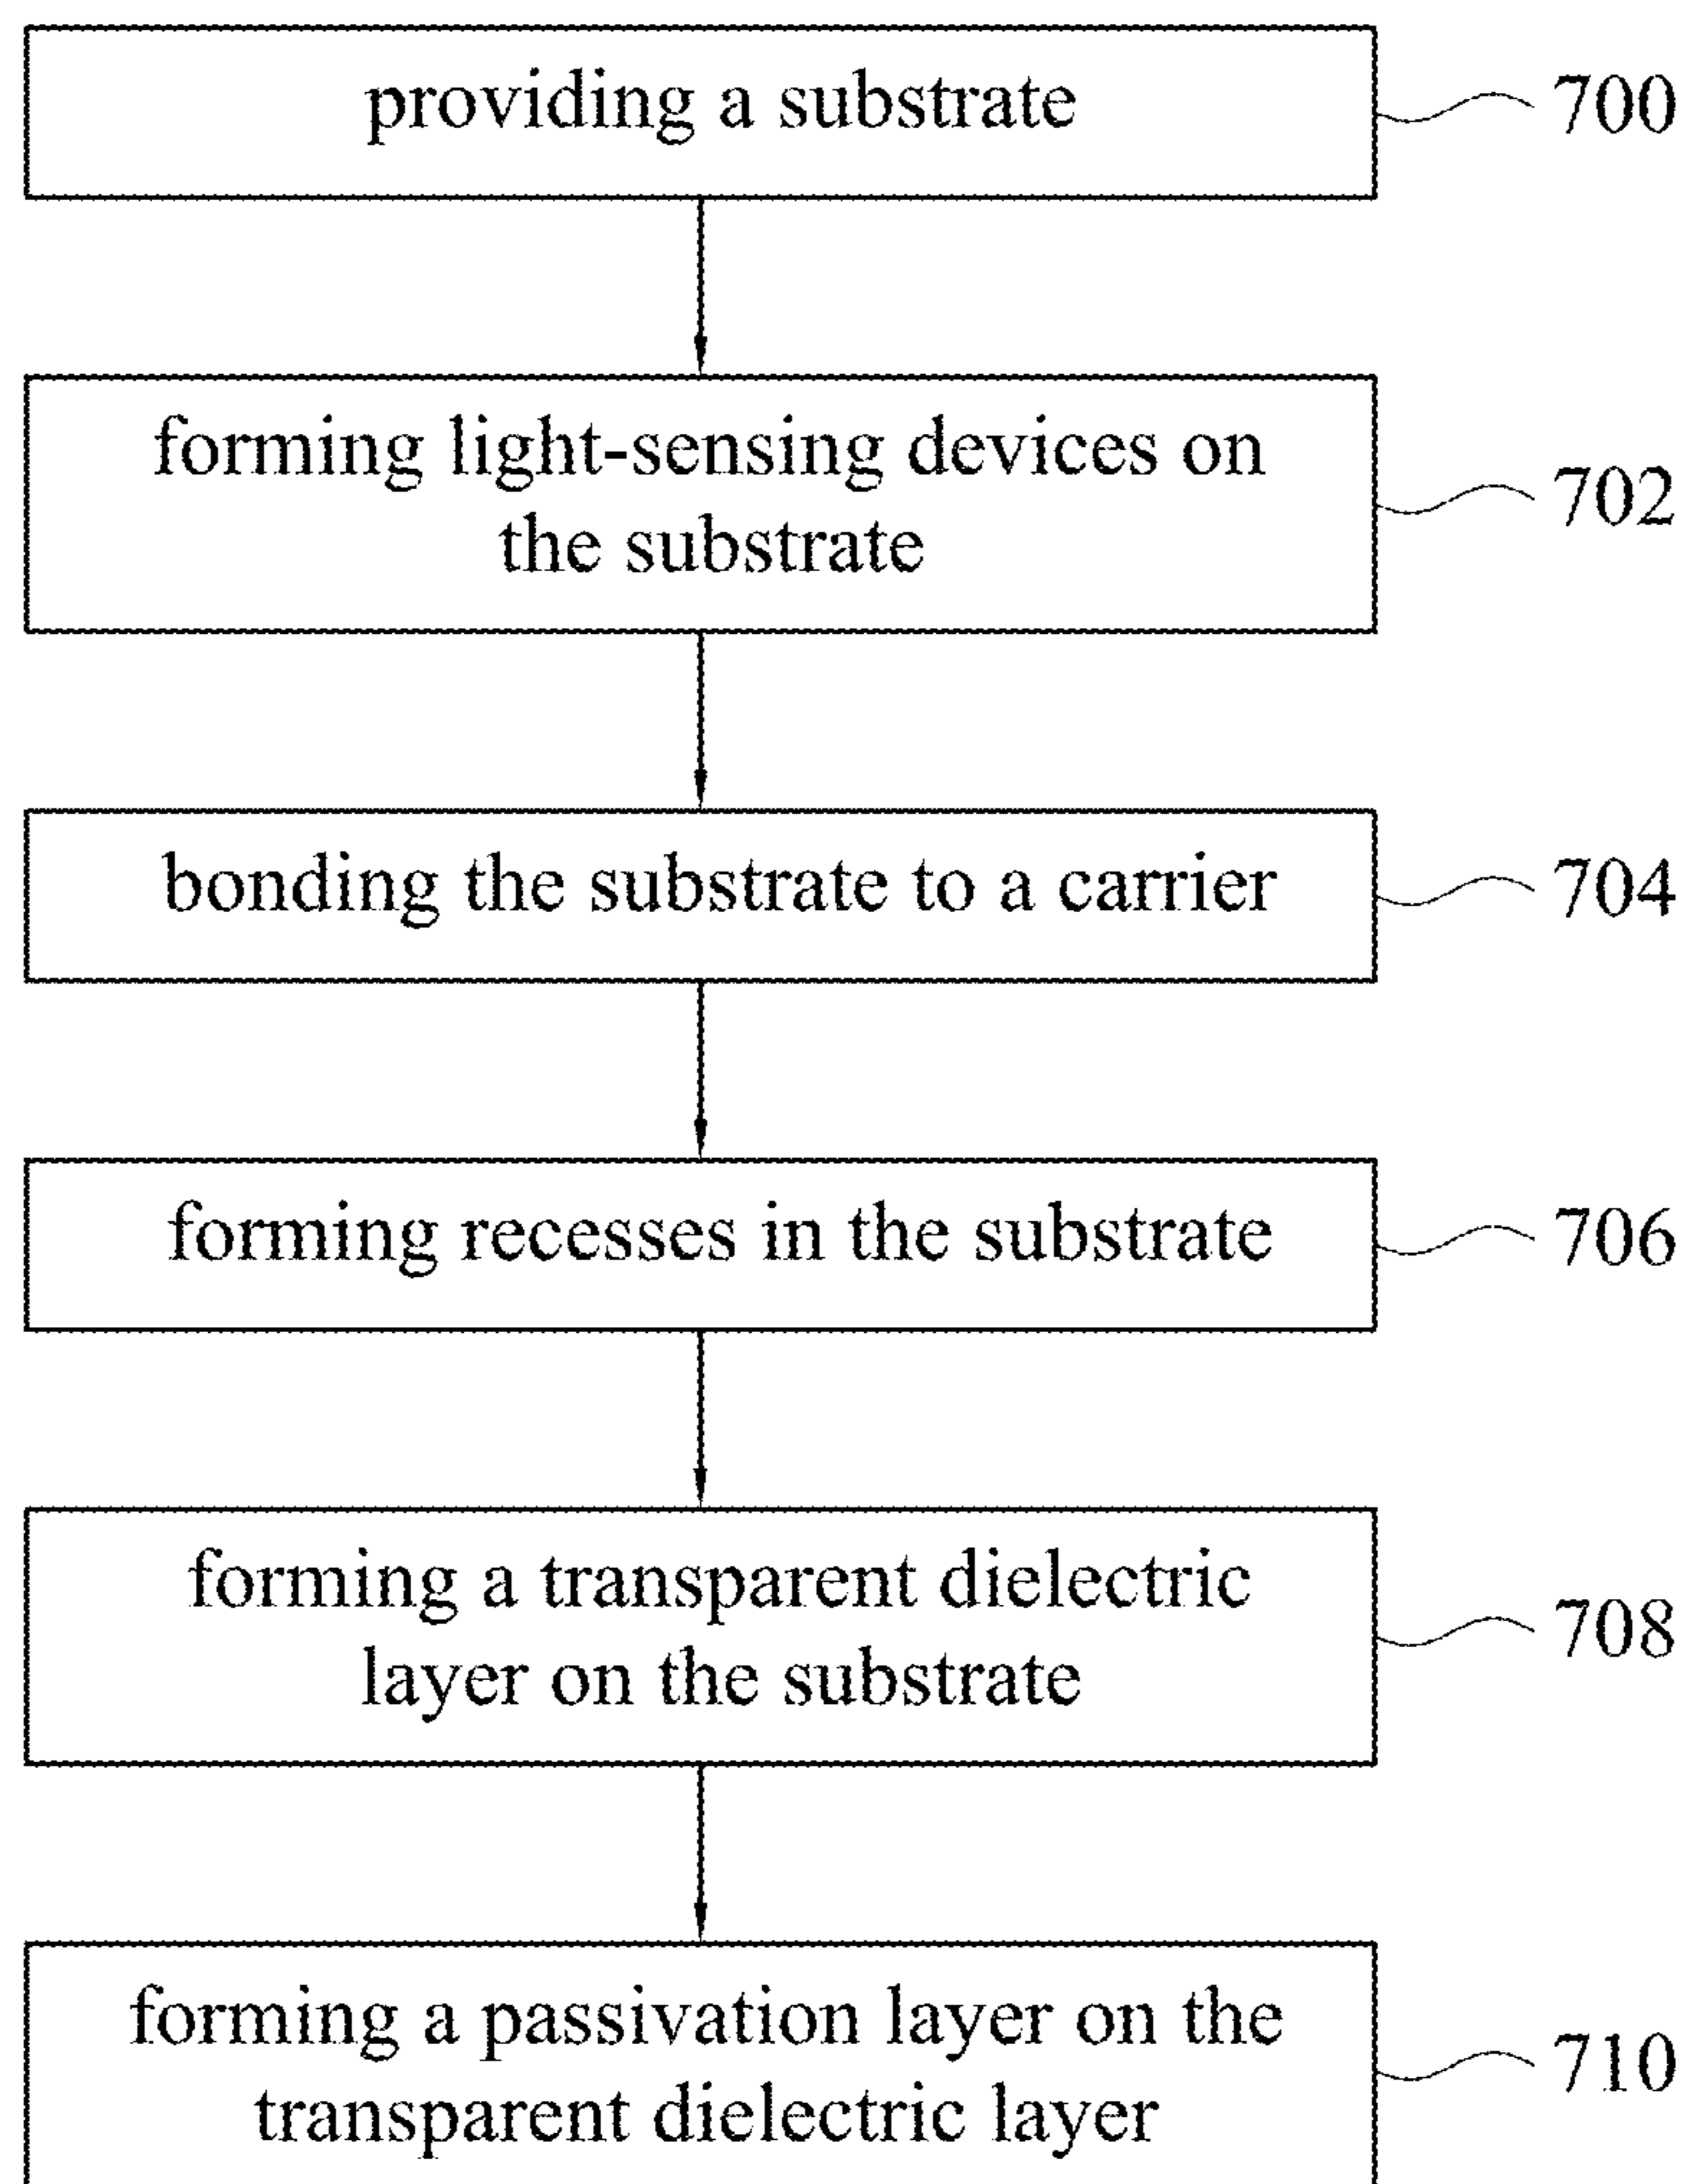 providing a substrate
700
forming light-sensing devices on
the substrate
702
bonding the substrate to a carrier
704
forming recesses in the substrate
706
forming a transparent dielectric
layer on the substrate
708
forming a passivation layer on the
transparent dielectric layer
710